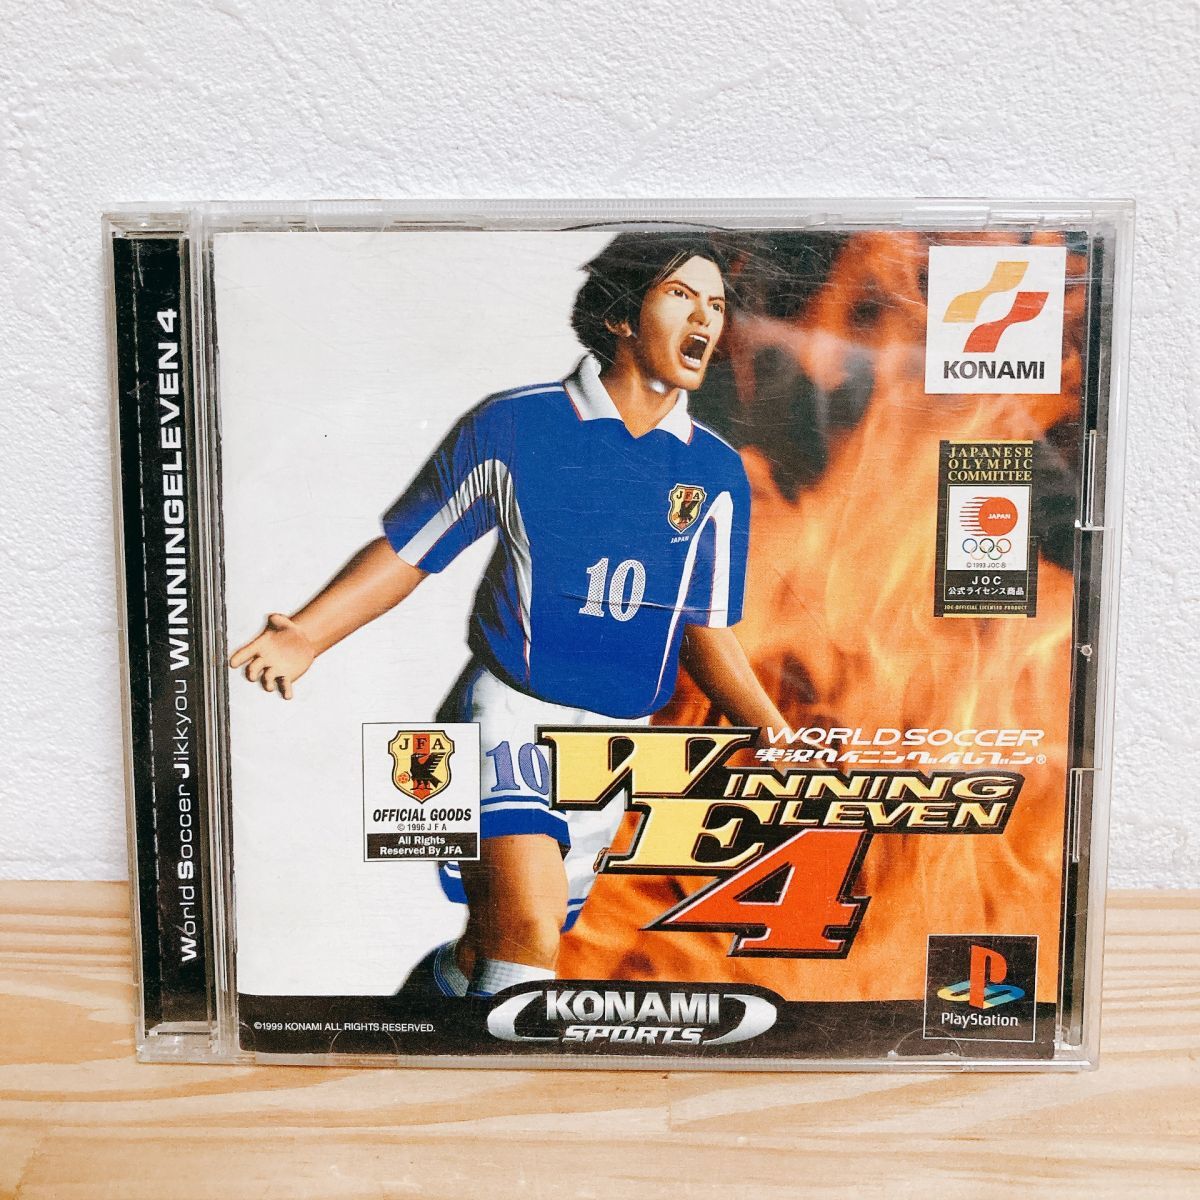 World Soccer Jikkyou WINNINGELEVEN 4
KONAMI
JAPANESE
OLYMPIC
COMMITTEE
JAPAN
©1993 JOC®
JOC
公式ライセンス商品
JOC OFFICIAL LICENSED PRODUCT
JFA
JAPAN
10
10
JFA
OFFICIAL GOODS
© 1996 J F A
All Rights
Reserved By JFA
WORLD SOCCER
実況ウイニングイレブン®
WINNING
ELEVEN
4
PlayStation
KONAMI
SPORTS
©1999 KONAMI ALL RIGHTS RESERVED.